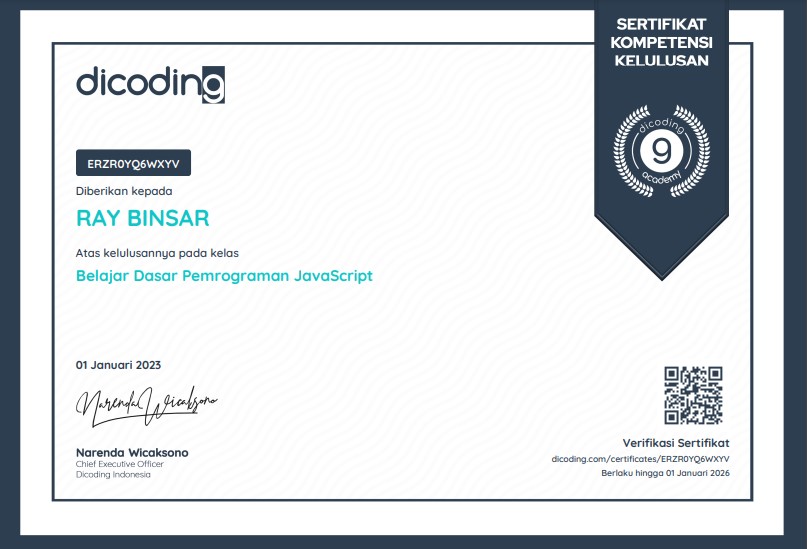 SERTIFIKAT
KOMPETENSI
KELULUSAN
dicoding
dicoding
9
academy
ERZR0YQ6WXYV
Diberikan kepada
RAY BINSAR
Atas kelulusannya pada kelas
Belajar Dasar Pemrograman JavaScript
01 Januari 2023
Narenda Wicaksono
Narenda Wicaksono
Chief Executive Officer
Dicoding Indonesia
Verifikasi Sertifikat
dicoding.com/certificates/ERZR0YQ6WXYV
Berlaku hingga 01 Januari 2026